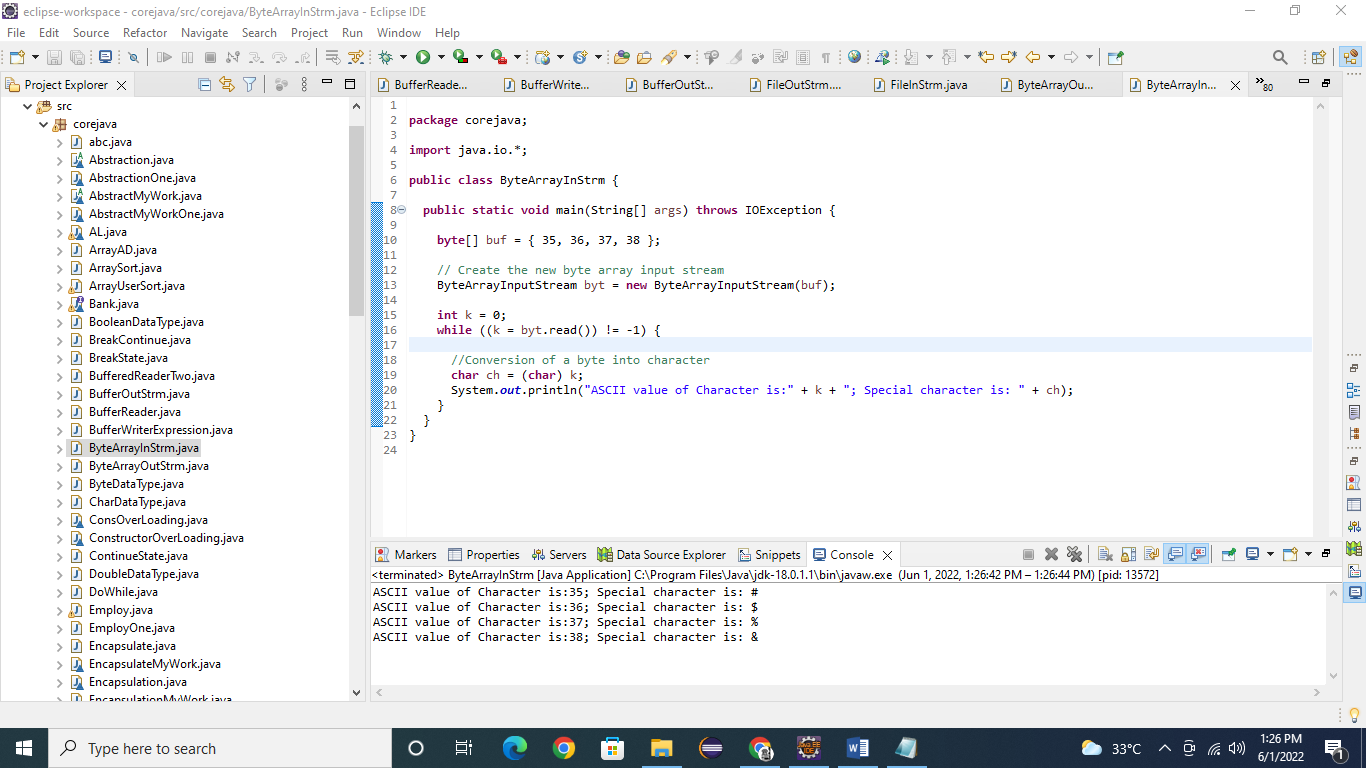 eclipse-workspace - corejava/src/corejava/ByteArrayInStrm.java - Eclipse IDE
File Edit Source Refactor Navigate Search Project Run Window Help
Project Explorer
src
corejava
abc.java
Abstraction.java
AbstractionOne.java
AbstractMyWork.java
AbstractMyWorkOne.java
AL.java
ArrayAD.java
ArraySort.java
ArrayUserSort.java
Bank.java
BooleanDataType.java
BreakContinue.java
BreakState.java
BufferedReaderTwo.java
BufferOutStrm.java
BufferReader.java
BufferWriterExpression.java
ByteArrayInStrm.java
ByteArrayOutStrm.java
ByteDataType.java
CharDataType.java
ConsOverLoading.java
ConstructorOverLoading.java
ContinueState.java
DoubleDataType.java
DoWhile.java
Employ.java
EmployOne.java
Encapsulate.java
EncapsulateMyWork.java
Encapsulation.java
EncapsulationMyWork.java
BufferReade... BufferWrite... BufferOutSt... FileOutStrm.... FileInStrm.java ByteArrayOu... ByteArrayIn... 80
1
2 package corejava;
3
4 import java.io.*;
5
6 public class ByteArrayInStrm {
7
8 public static void main(String[] args) throws IOException {
9
10 byte[] buf = { 35, 36, 37, 38 };
11
12 // Create the new byte array input stream
13 ByteArrayInputStream byt = new ByteArrayInputStream(buf);
14
15 int k = 0;
16 while ((k = byt.read()) != -1) {
17
18 //Conversion of a byte into character
19 char ch = (char) k;
20 System.out.println("ASCII value of Character is:" + k + "; Special character is: " + ch);
21 }
22 }
23 }
24
Markers Properties Servers Data Source Explorer Snippets Console
<terminated> ByteArrayInStrm [Java Application] C:\Program Files\Java\jdk-18.0.1.1\bin\javaw.exe (Jun 1, 2022, 1:26:42 PM – 1:26:44 PM) [pid: 13572]
ASCII value of Character is:35; Special character is: #
ASCII value of Character is:36; Special character is: $
ASCII value of Character is:37; Special character is: %
ASCII value of Character is:38; Special character is: &
Type here to search
33°C
1:26 PM
6/1/2022
1